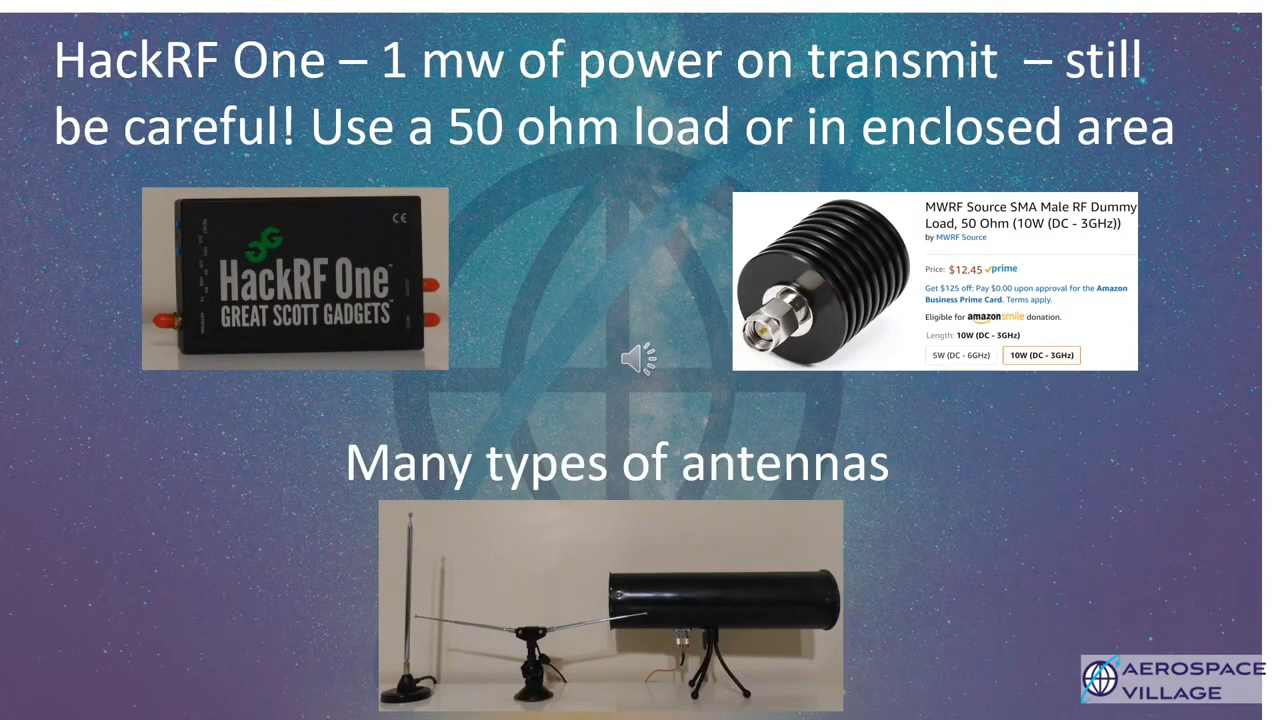 HackRF One – 1 mw of power on transmit – still
be careful! Use a 50 ohm load or in enclosed area
HackRF One™
GREAT SCOTT GADGETS™
CE
MWRF Source SMA Male RF Dummy
Load, 50 Ohm (10W (DC - 3GHz))
by MWRF Source
Price: $12.45 prime
Get $125 off: Pay $0.00 upon approval for the Amazon
Business Prime Card. Terms apply.
Eligible for amazonsmile donation.
Length: 10W (DC - 3GHz)
5W (DC - 6GHz) 10W (DC - 3GHz)
Many types of antennas
AEROSPACE
VILLAGE